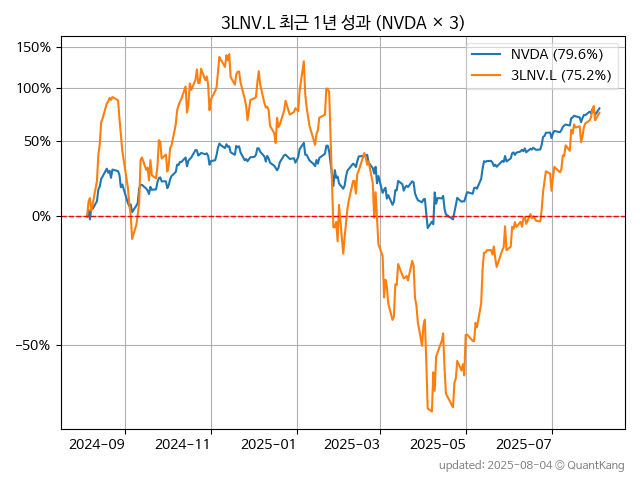 3LNV.L 최근 1년 성과 (NVDA × 3)
150%
100%
50%
0%
−50%
NVDA (79.6%)
3LNV.L (75.2%)
2024−09
2024−11
2025−01
2025−03
2025−05
2025−07
updated: 2025-08-04 © QuantKang